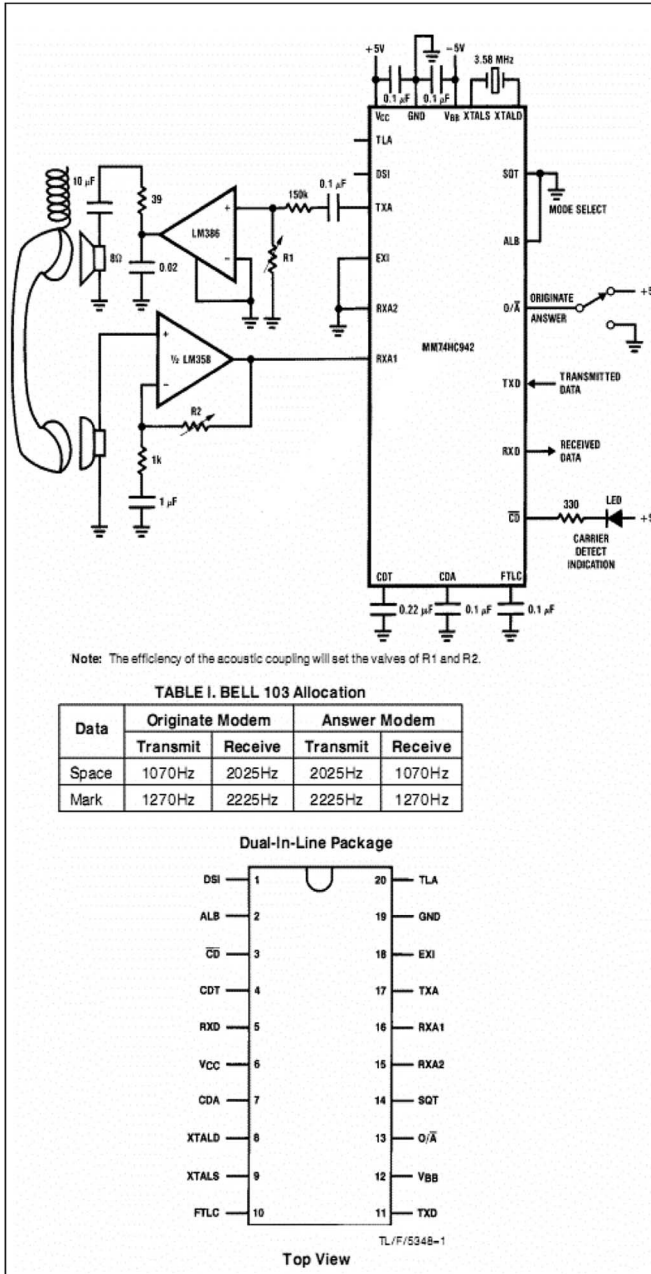 +5V
-5V
3.58 MHz
0.1 µF
0.1 µF
VCC
GND
VBB
XTALS
XTALD
TLA
DSI
10 µF
39
LM386
+
−
150k
0.1 µF
TXA
SQT
MODE SELECT
8Ω
0.02
R1
EXI
ALB
RXA2
O/A̅
ORIGINATE
ANSWER
+5
½ LM358
+
−
RXA1
MM74HC942
TXD
TRANSMITTED
DATA
R2
RXD
RECEIVED
DATA
1k
1 µF
C̅D̅
330
LED
+5
CARRIER
DETECT
INDICATION
CDT
CDA
FTLC
0.22 µF
0.1 µF
0.1 µF
Note: The efficiency of the acoustic coupling will set the valves of R1 and R2.
TABLE I. BELL 103 Allocation
Data Originate Modem Answer Modem
Transmit Receive Transmit Receive
Space 1070Hz 2025Hz 2025Hz 1070Hz
Mark 1270Hz 2225Hz 2225Hz 1270Hz
Dual-In-Line Package
DSI 1 20 TLA
ALB 2 19 GND
C̅D̅ 3 18 EXI
CDT 4 17 TXA
RXD 5 16 RXA1
VCC 6 15 RXA2
CDA 7 14 SQT
XTALD 8 13 O/A̅
XTALS 9 12 VBB
FTLC 10 11 TXD
TL/F/5348-1
Top View